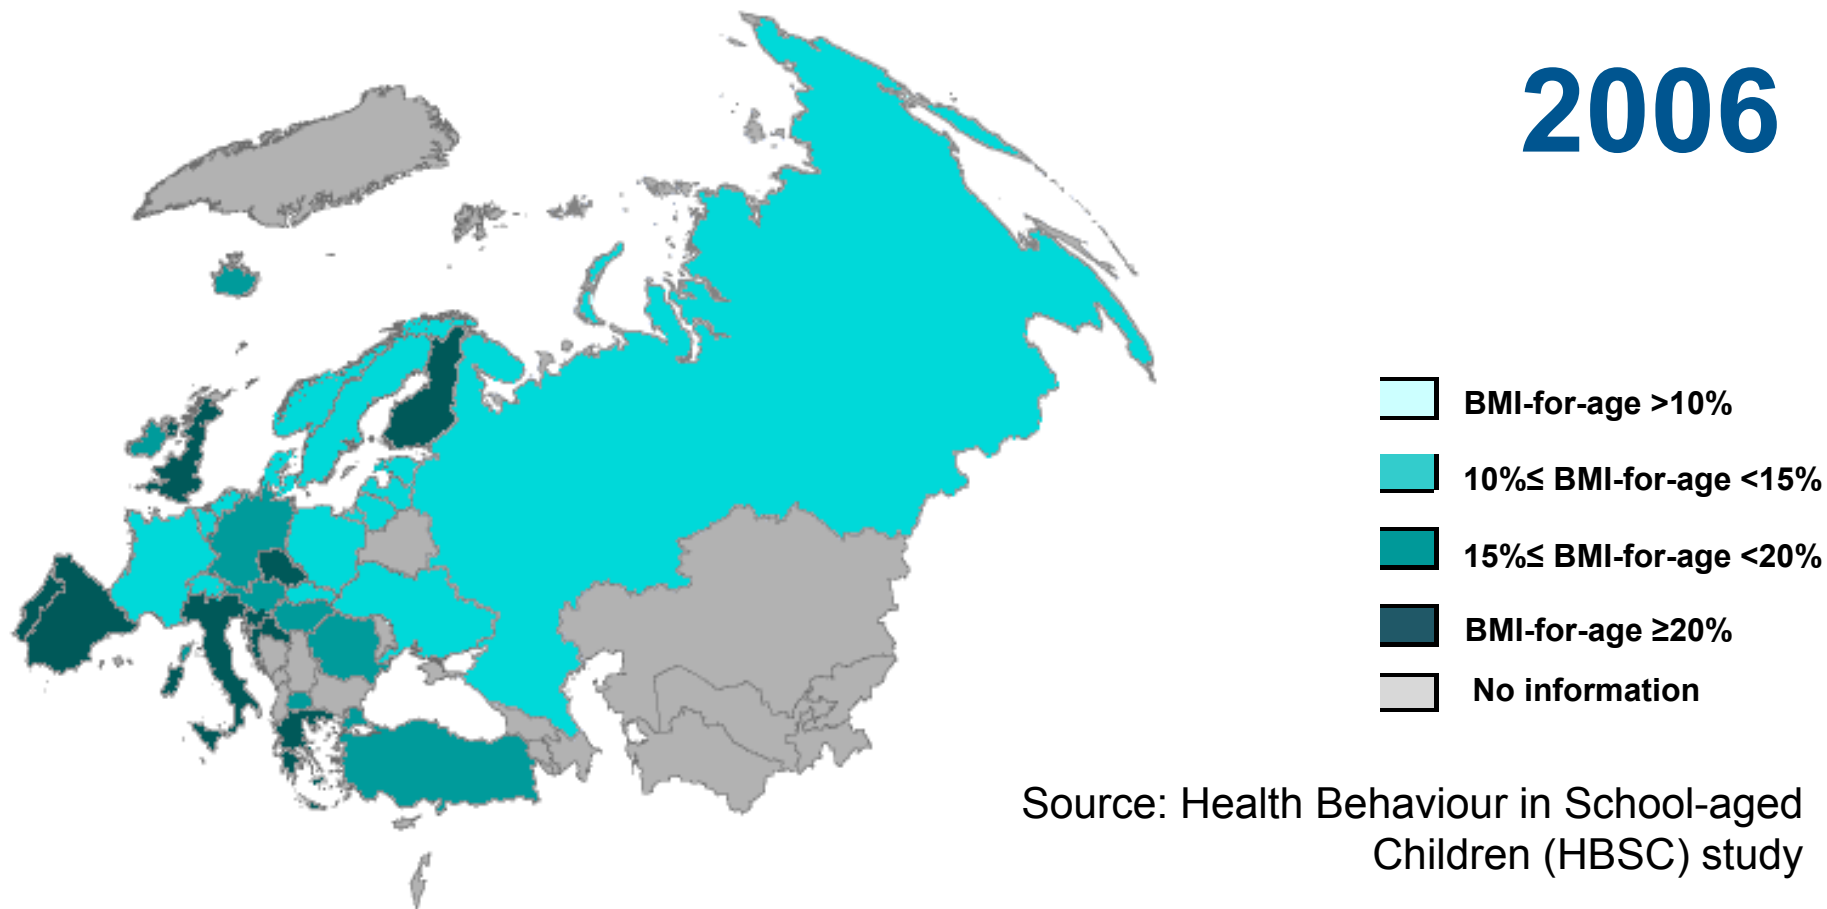 2006
BMI-for-age >10%
10%≤ BMI-for-age <15%
15%≤ BMI-for-age <20%
BMI-for-age ≥20%
No information
Source: Health Behaviour in School-aged
Children (HBSC) study